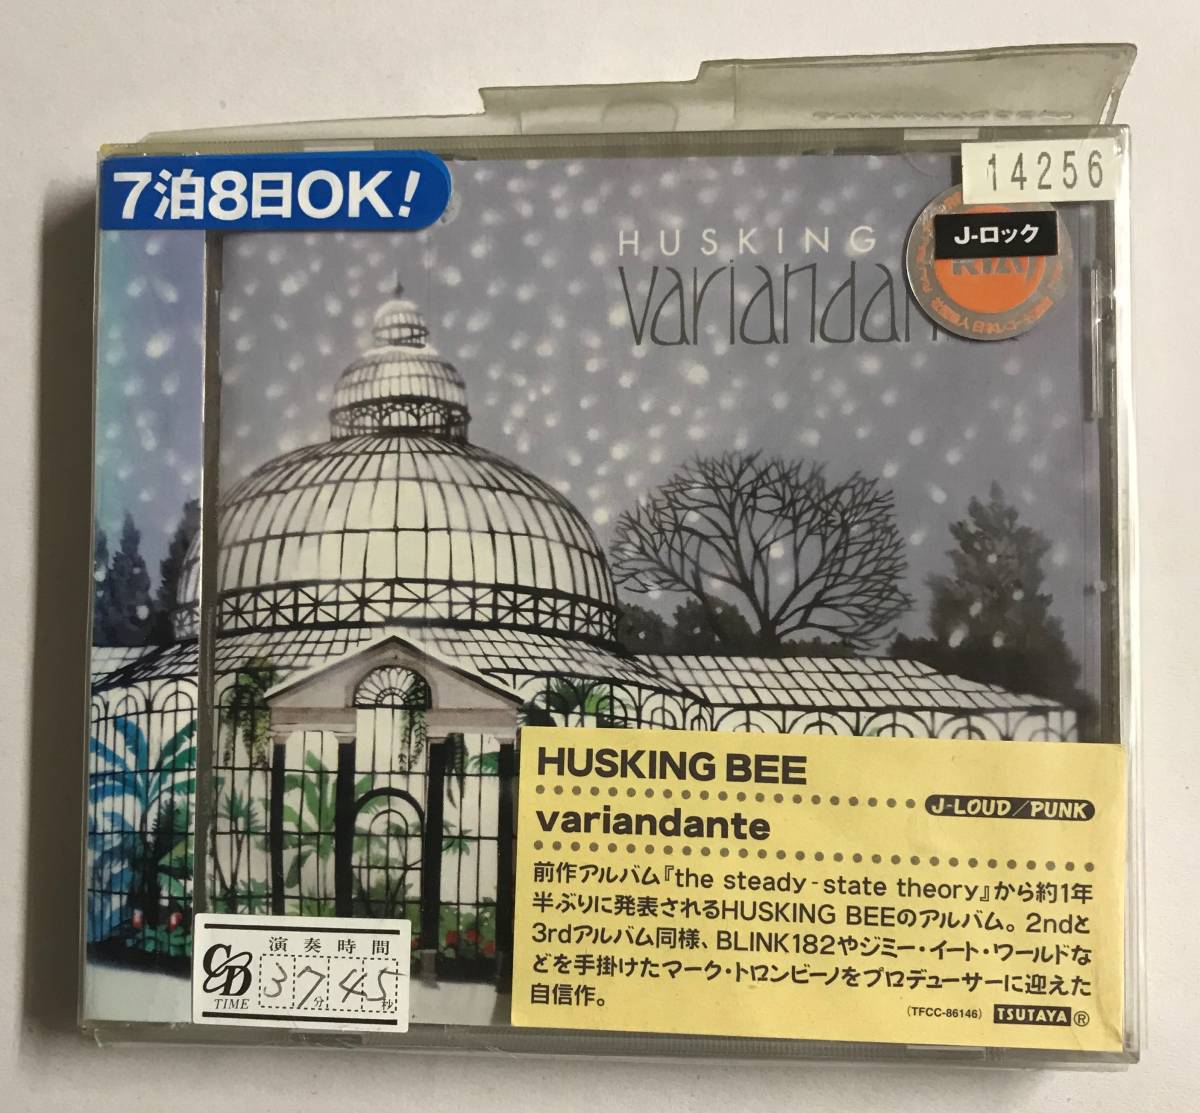 7泊8日OK!
14256
J-ロック
HUSKING
HUSKING BEE
J-LOUD/PUNK
variandante
前作アルバム『the steady-state theory』から約1年
半ぶりに発表されるHUSKING BEEのアルバム。2ndと
3rdアルバム同様、BLINK182やジミー・イート・ワールドな
どを手掛けたマーク・トロンビーノをプロデューサーに迎えた
自信作。
(TFCC-86146) TSUTAYA®
演奏時間
CD TIME 37分45秒